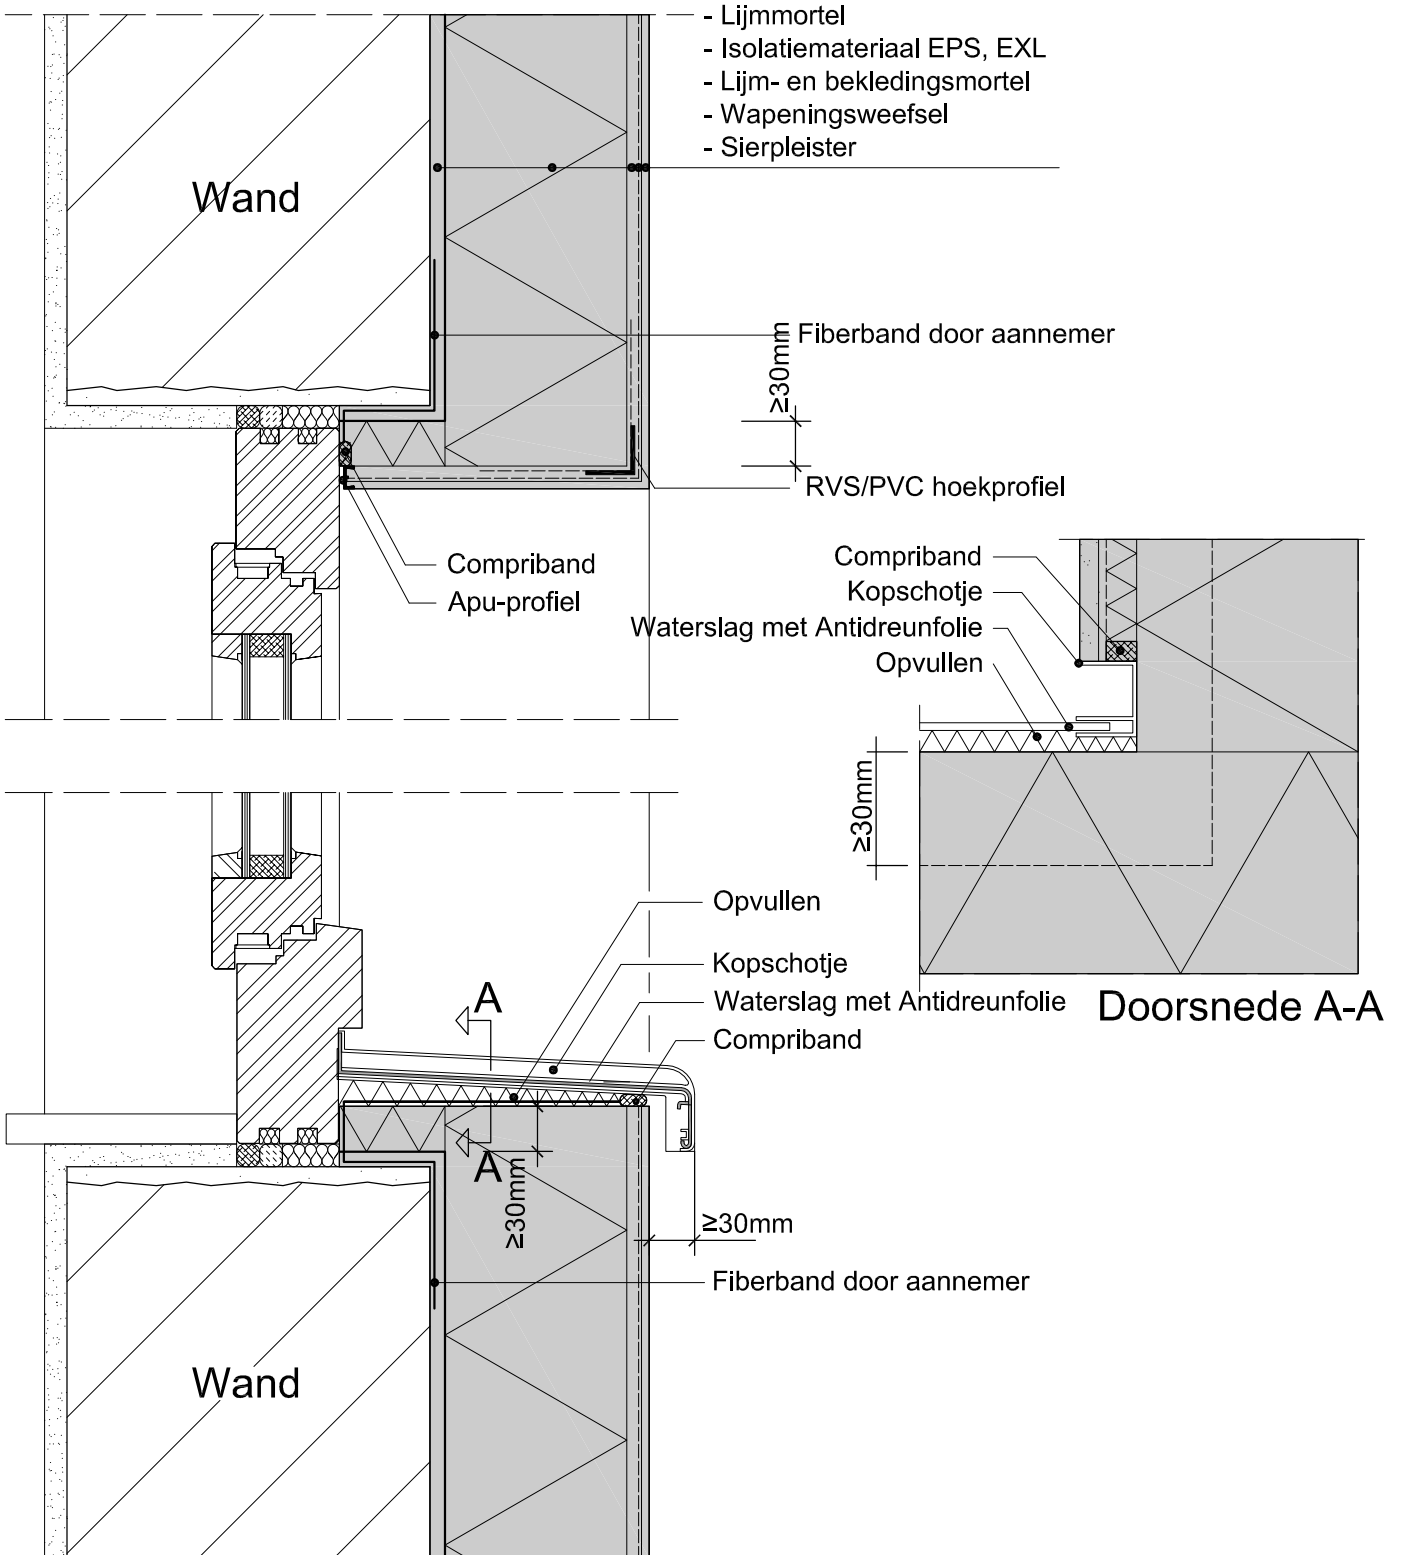 - Lijmmortel
- Isolatiemateriaal EPS, EXL
- Lijm- en bekledingsmortel
- Wapeningsweefsel
- Sierpleister
Wand
Fiberband door aannemer
≥30mm
RVS/PVC hoekprofiel
Compriband
Apu-profiel
Compriband
Kopschotje
Waterslag met Antidreunfolie
Opvullen
≥30mm
Doorsnede A-A
Opvullen
Kopschotje
Waterslag met Antidreunfolie
Compriband
A
A
≥30mm
≥30mm
Fiberband door aannemer
Wand